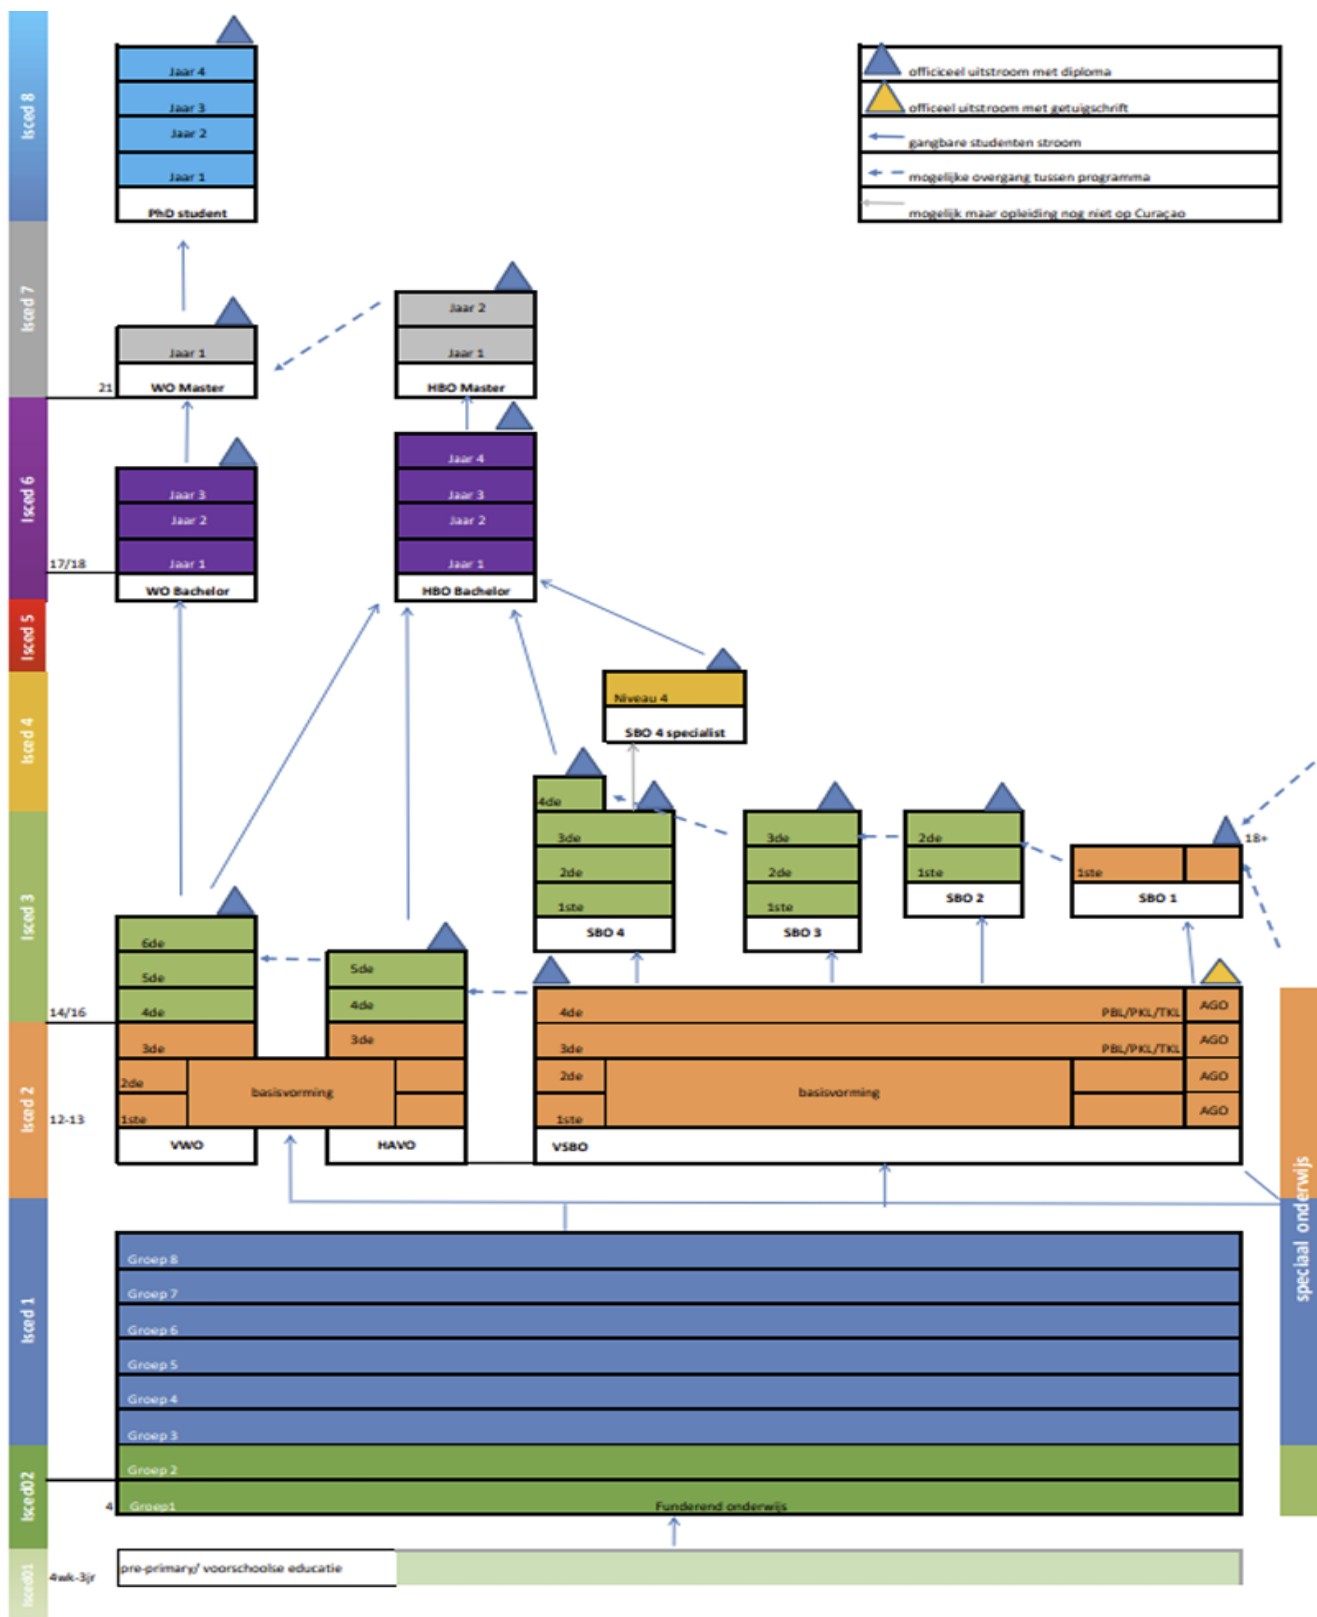 Isced 8
Jaar 4
Jaar 3
Jaar 2
Jaar 1
PhD student
officiceel uitstroom met diploma
officeel uitstroom met getuigschrift
gangbare studenten stroom
mogelijke overgang tussen programma
mogelijk maar opleiding nog niet op Curaçao
Isced 7
Jaar 1
WO Master
21
Jaar 2
Jaar 1
HBO Master
Isced 6
Jaar 3
Jaar 2
Jaar 1
WO Bachelor
17/18
Jaar 4
Jaar 3
Jaar 2
Jaar 1
HBO Bachelor
Isced 5
Isced 4
Niveau 4
SBO 4 specialist
Isced 3
4de
3de
2de
1ste
SBO 4
3de
2de
1ste
SBO 3
2de
1ste
SBO 2
18+
1ste
SBO 1
6de
5de
4de
14/16
5de
4de
Isced 2
3de
3de
2de
1ste
basisvorming
VWO
HAVO
12-13
4de
PBL/PKL/TKL
AGO
3de
PBL/PKL/TKL
AGO
2de
AGO
1ste
AGO
basisvorming
VSBO
speciaal onderwijs
Isced 1
Groep 8
Groep 7
Groep 6
Groep 5
Groep 4
Groep 3
Isced02
Groep 2
4
Groep1
Funderend onderwijs
Isced01
4wk-3jr
pre-primary/ voorschoolse educatie